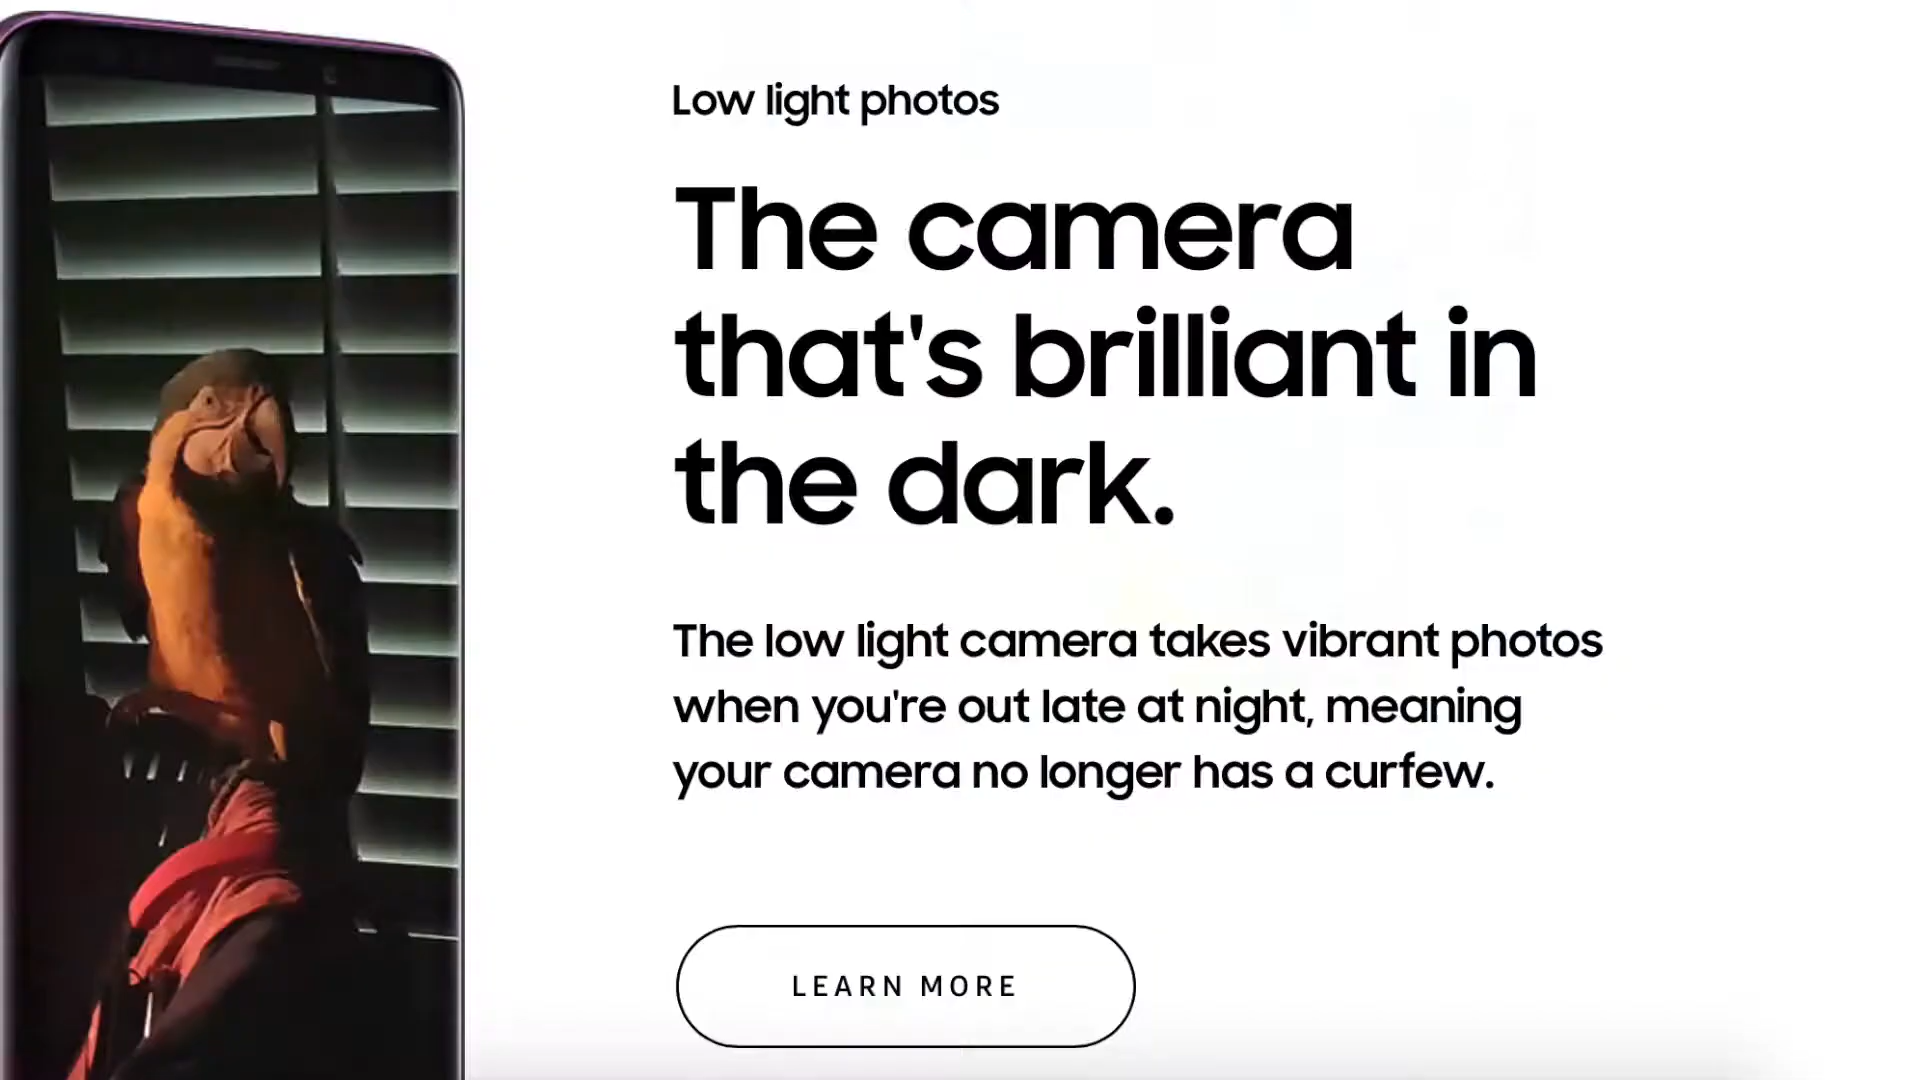 Low light photos
The camera
that's brilliant in
the dark.
The low light camera takes vibrant photos
when you're out late at night, meaning
your camera no longer has a curfew.
LEARN MORE